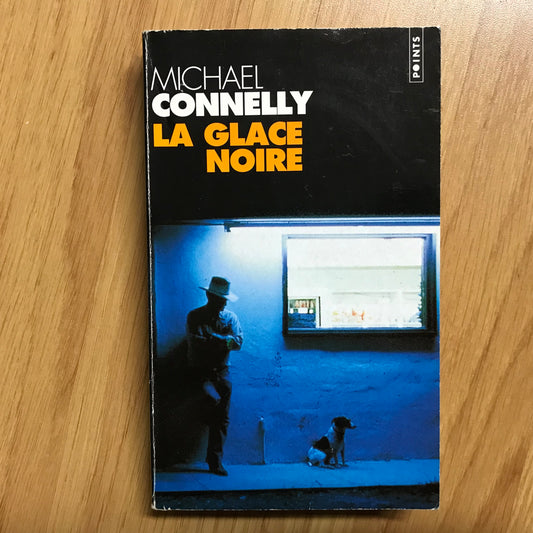 MICHAEL
CONNELLY
LA GLACE
NOIRE
POINTS